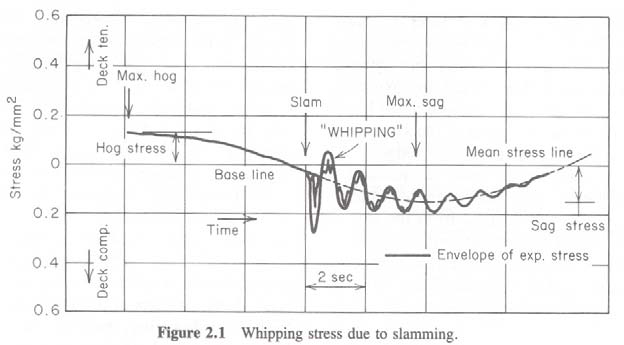 0.6
0.4
0.2
0
0.2
0.4
0.6
Stress kg/mm2
Deck ten.
Deck comp.
Max. hog
Hog stress
Slam
Max. sag
"WHIPPING"
Base line
Mean stress line
Time
Sag stress
2 sec
Envelope of exp. stress
Figure 2.1 Whipping stress due to slamming.